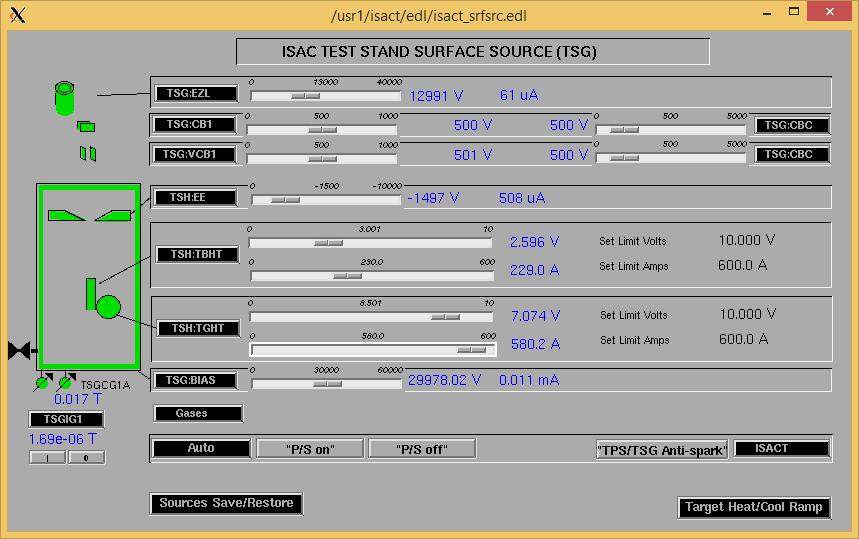 /usr1/isact/edl/isact_srfsrc.edl
ISAC TEST STAND SURFACE SOURCE (TSG)
0 13000 40000
TSG:EZL 12991 V 61 uA
0 500 1000 0 500 5000
TSG:CB1 500 V 500 V TSG:CBC
0 500 1000 0 500 5000
TSG:VCB1 501 V 500 V TSG:CBC
0 -1500 -10000
TSH:EE -1497 V 508 uA
0 3.001 10
2.596 V Set Limit Volts 10.000 V
TSH:TBHT
0 230.0 600
229.0 A Set Limit Amps 600.0 A
0 8.501 10
7.074 V Set Limit Volts 10.000 V
TSH:TGHT
0 580.0 600
580.2 A Set Limit Amps 600.0 A
0 30000 60000
TSG:BIAS 29978.02 V 0.011 mA
TSGCG1A
0.017 T
TSGIG1
1.69e-06 T
I 0
Gases
Auto "P/S on" "P/S off" "TPS/TSG Anti-spark" ISACT
Sources Save/Restore
Target Heat/Cool Ramp